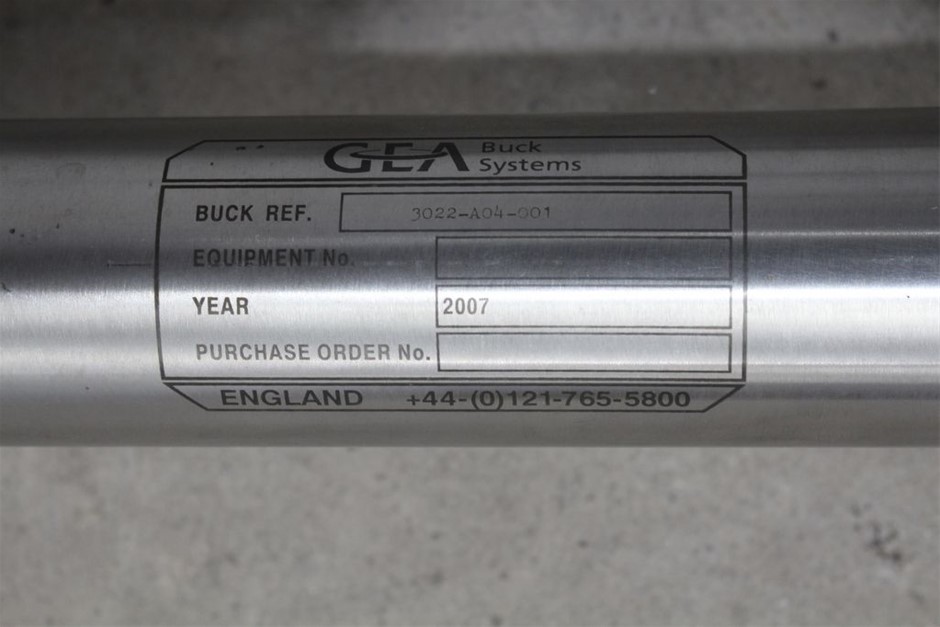 GEA Buck
Systems
BUCK REF. 3022-A04-001
EQUIPMENT No.
YEAR 2007
PURCHASE ORDER No.
ENGLAND +44-(0)121-765-5800